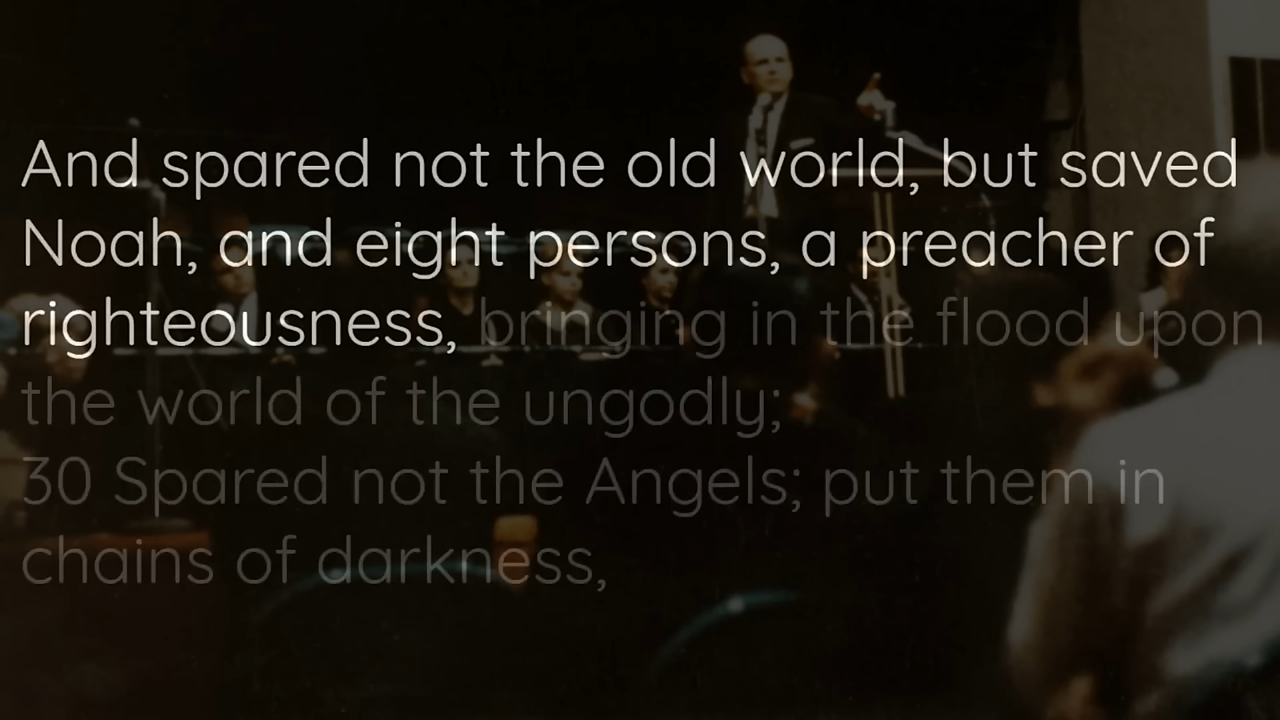 And spared not the old world, but saved
Noah, and eight persons, a preacher of
righteousness, bringing in the flood upon
the world of the ungodly;
30 Spared not the Angels; put them in
chains of darkness,